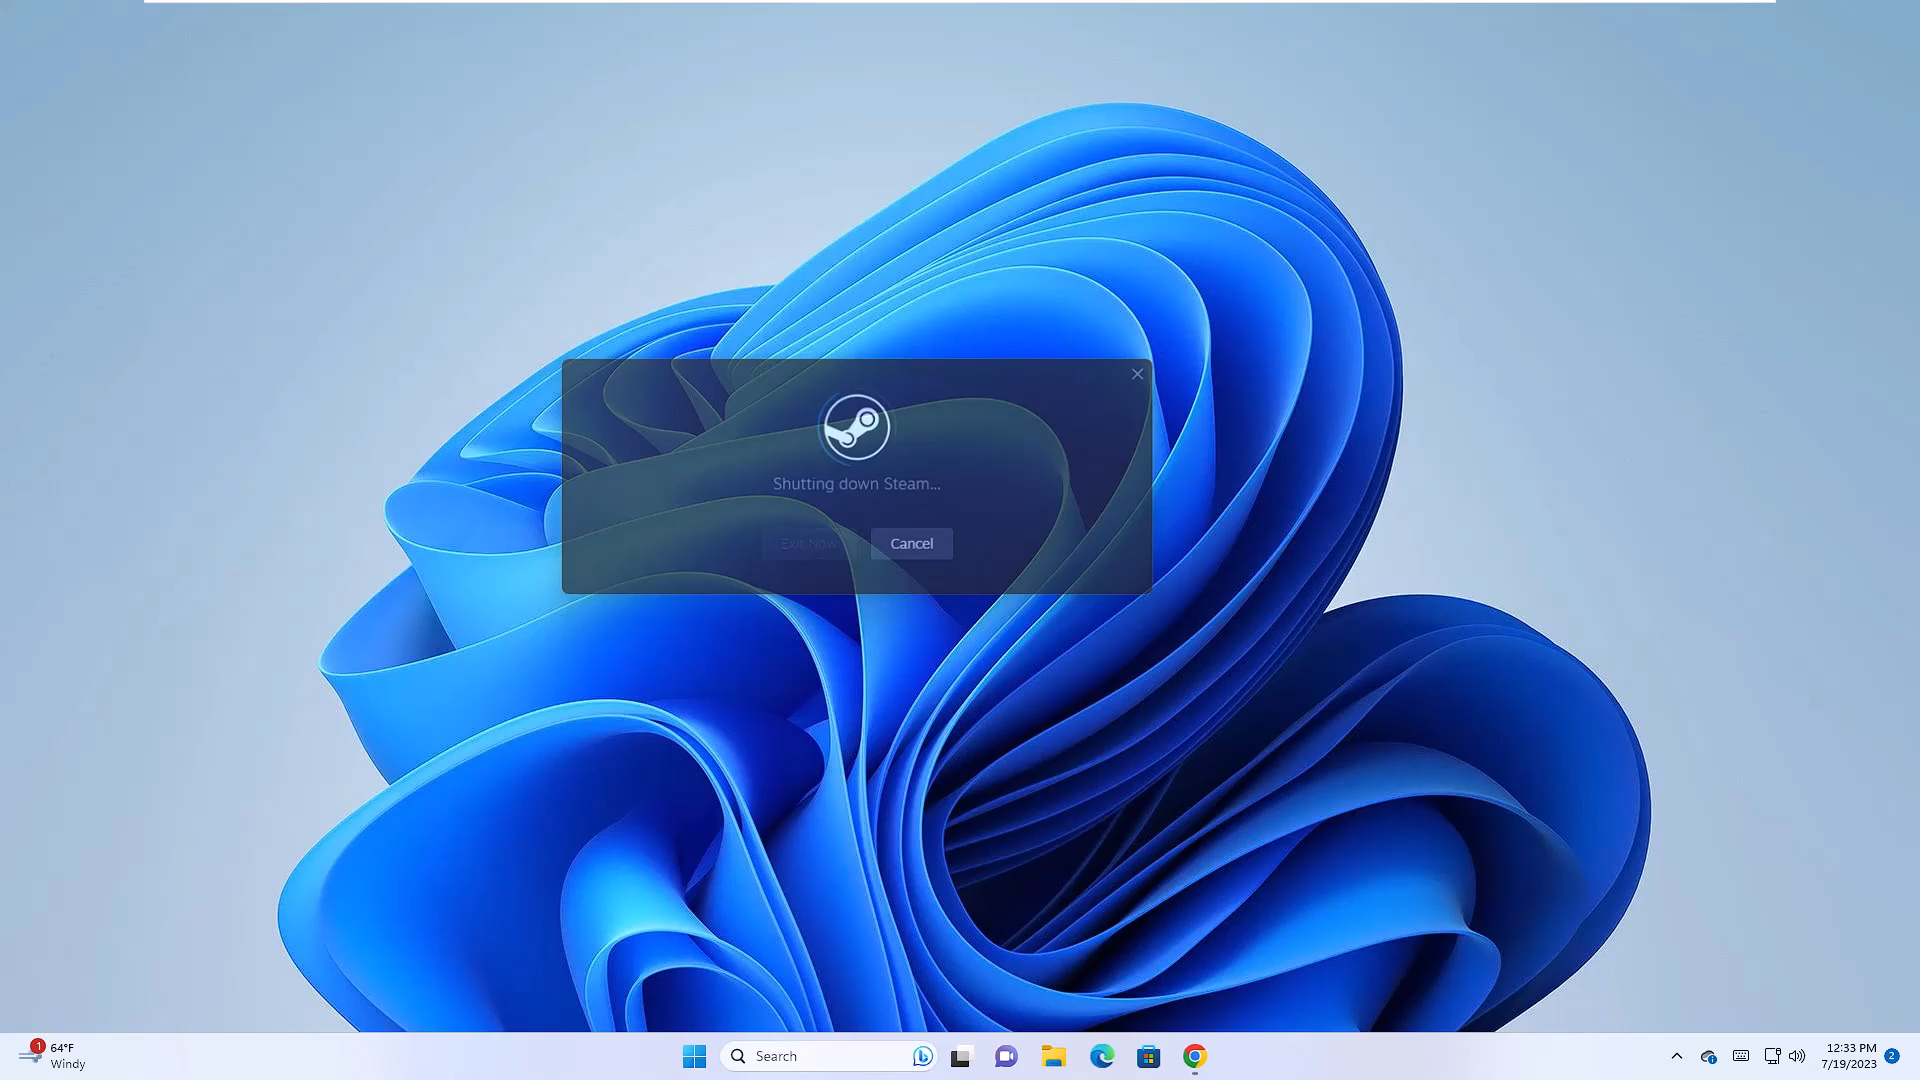 Shutting down Steam...
Exit Now
Cancel
1
64°F
Windy
Search
12:33 PM
7/19/2023
2